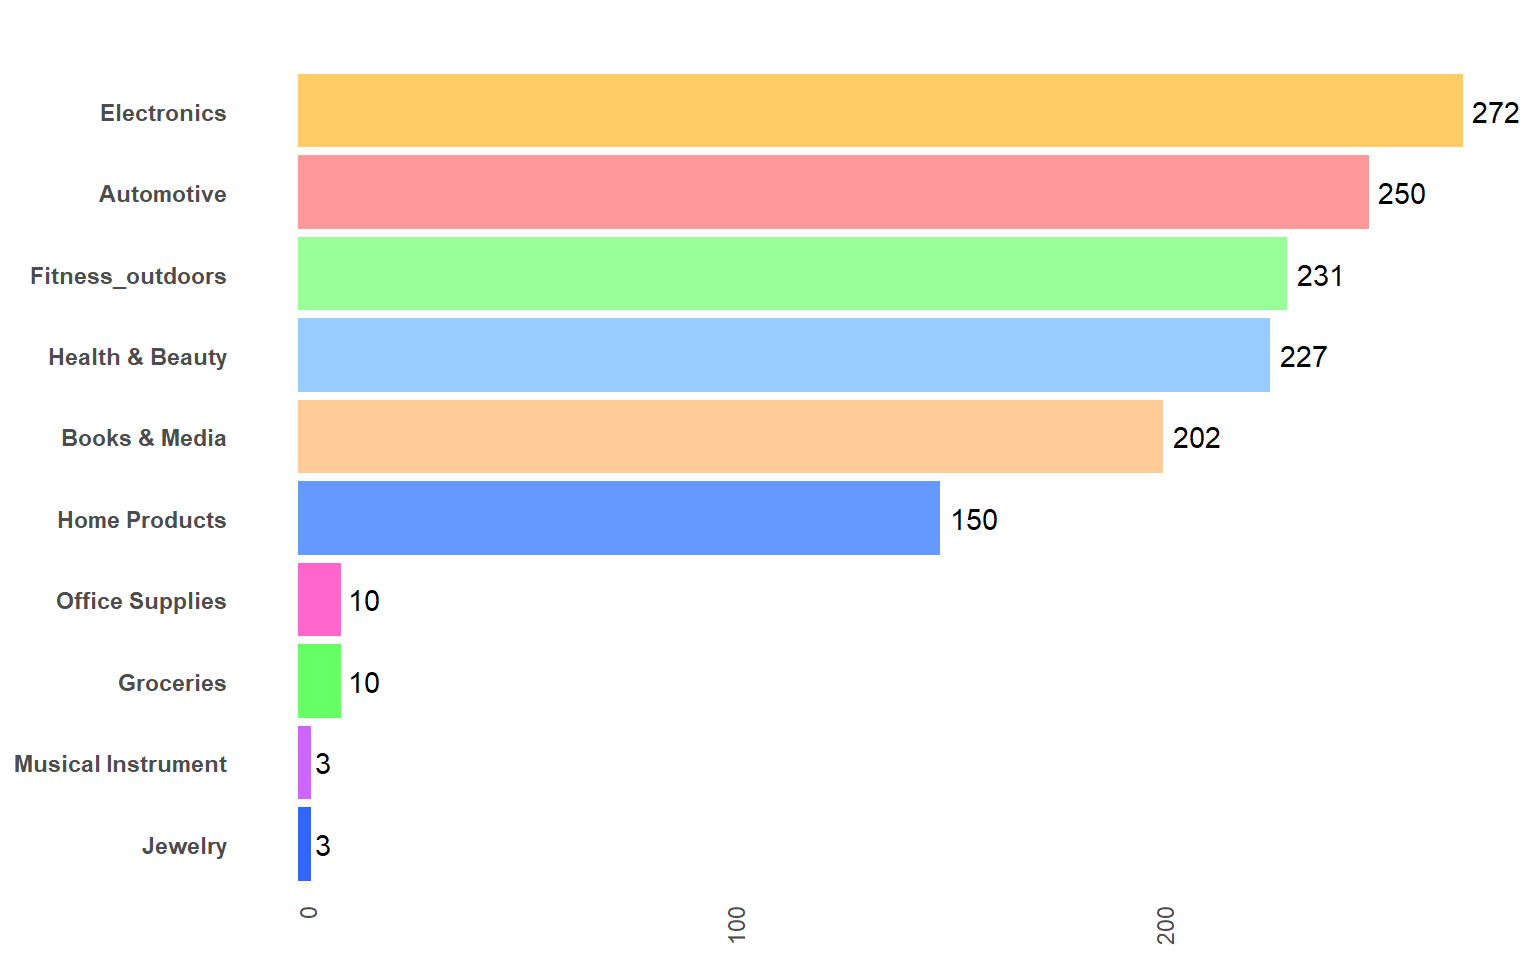 Electronics 272
Automotive 250
Fitness_outdoors 231
Health & Beauty 227
Books & Media 202
Home Products 150
Office Supplies 10
Groceries 10
Musical Instrument 3
Jewelry 3
0 100 200